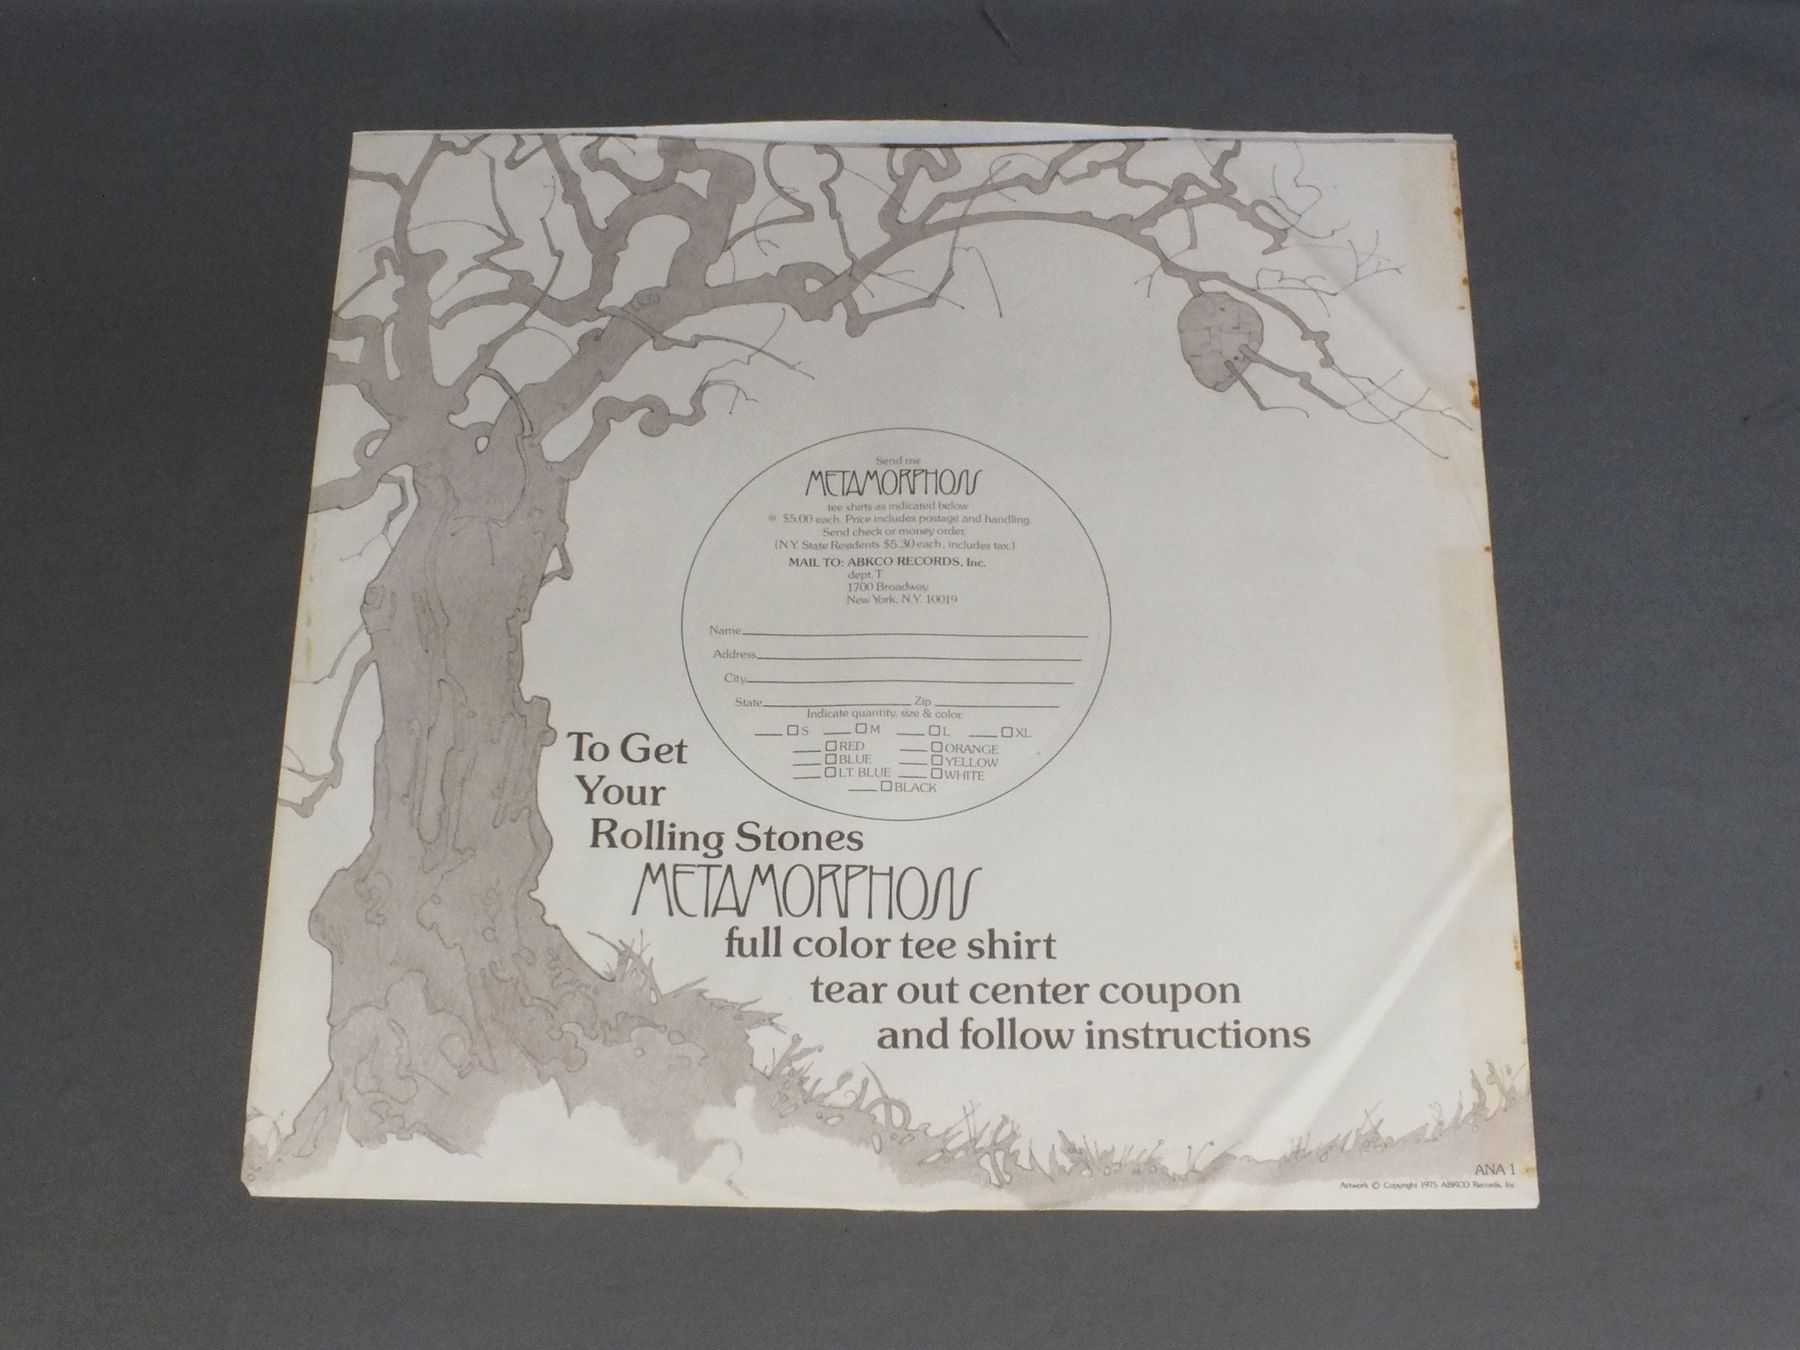 Send me
METAMORPHOSIS
tee shirts as indicated below
@ $5.00 each. Price includes postage and handling.
Send check or money order.
(N.Y. State Residents $5.30 each, includes tax.)
MAIL TO: ABKCO RECORDS, Inc.
dept. T
1700 Broadway
New York, N.Y. 10019
Name
Address
City
State Zip
Indicate quantity, size & color.
S M L XL
RED ORANGE
BLUE YELLOW
LT. BLUE WHITE
BLACK
To Get
Your
Rolling Stones
METAMORPHOSIS
full color tee shirt
tear out center coupon
and follow instructions
ANA 1
Artwork © Copyright 1975 ABKCO Records, Inc.